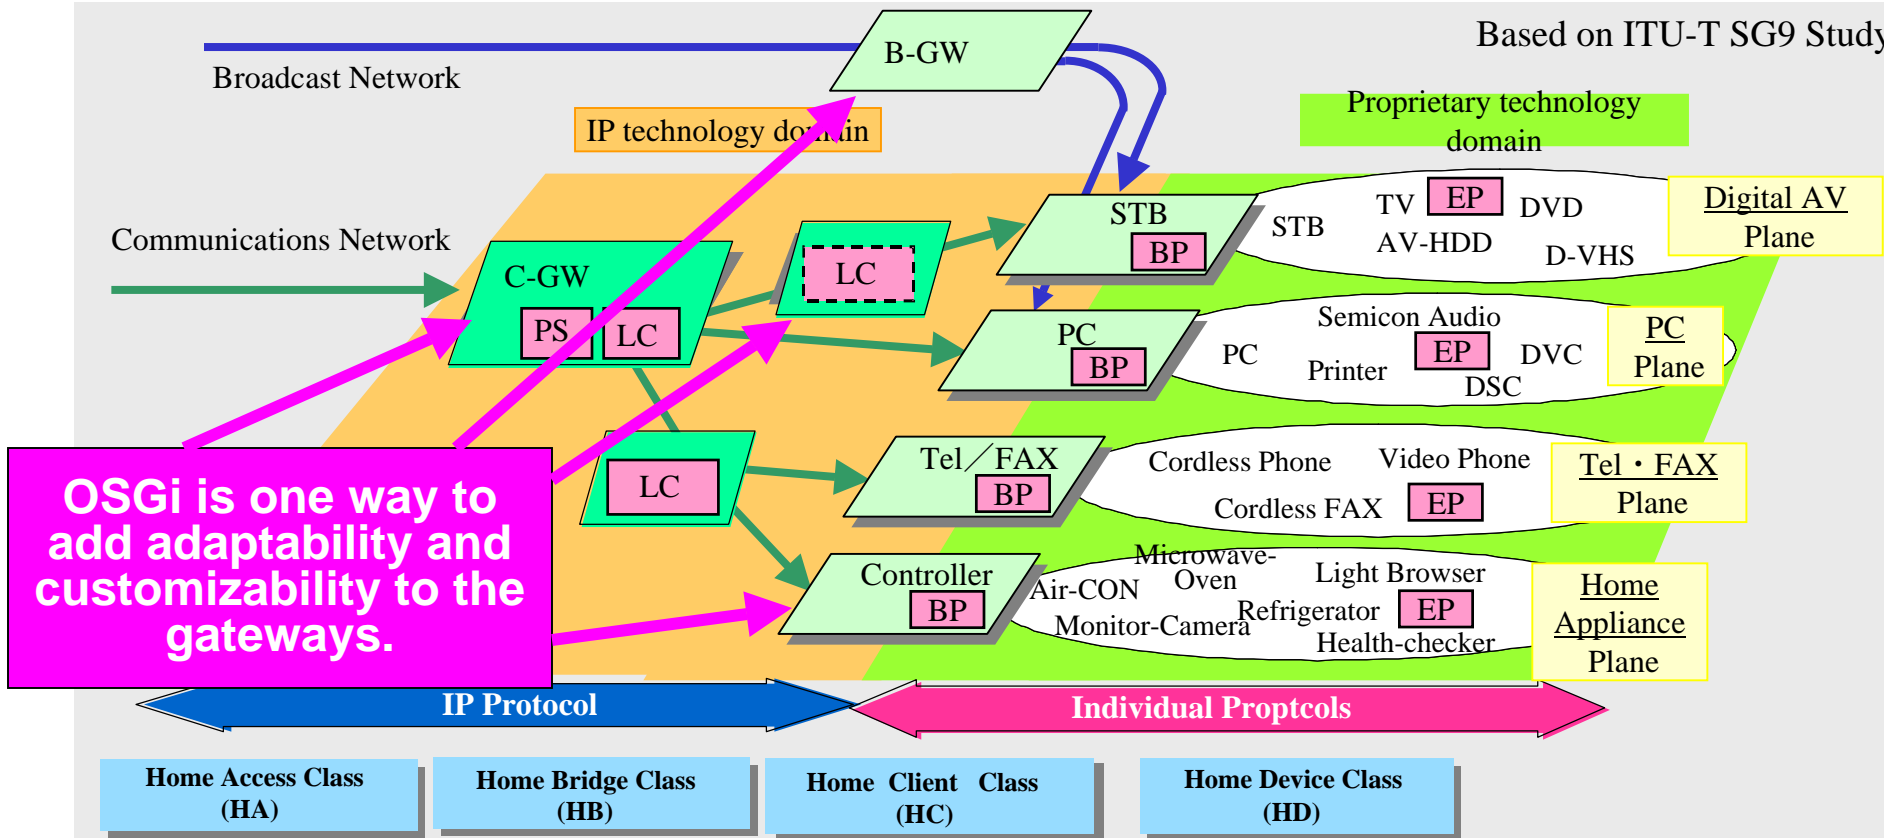 Based on ITU-T SG9 Study
B-GW
Broadcast Network
IP technology domain
Proprietary technology
domain
Communications Network
C-GW
PS
LC
LC
STB
BP
STB
TV
EP
DVD
AV-HDD
D-VHS
Digital AV
Plane
PC
BP
PC
Semicon Audio
EP
DVC
Printer
DSC
PC
Plane
LC
Tel／FAX
BP
Cordless Phone
Video Phone
Cordless FAX
EP
Tel・FAX
Plane
OSGi is one way to
add adaptability and
customizability to the
gateways.
Controller
BP
Microwave-
Oven
Air-CON
Light Browser
Refrigerator
EP
Monitor-Camera
Health-checker
Home
Appliance
Plane
IP Protocol
Individual Proptcols
Home Access Class
(HA)
Home Bridge Class
(HB)
Home Client Class
(HC)
Home Device Class
(HD)